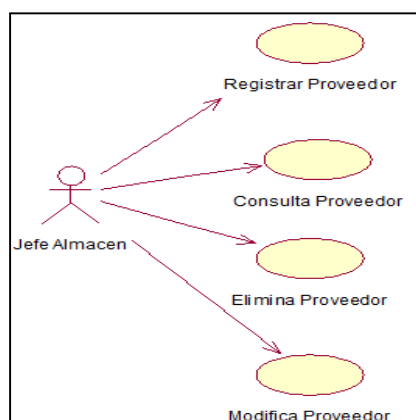 Registrar Proveedor
Consulta Proveedor
Jefe Almacen
Elimina Proveedor
Modifica Proveedor